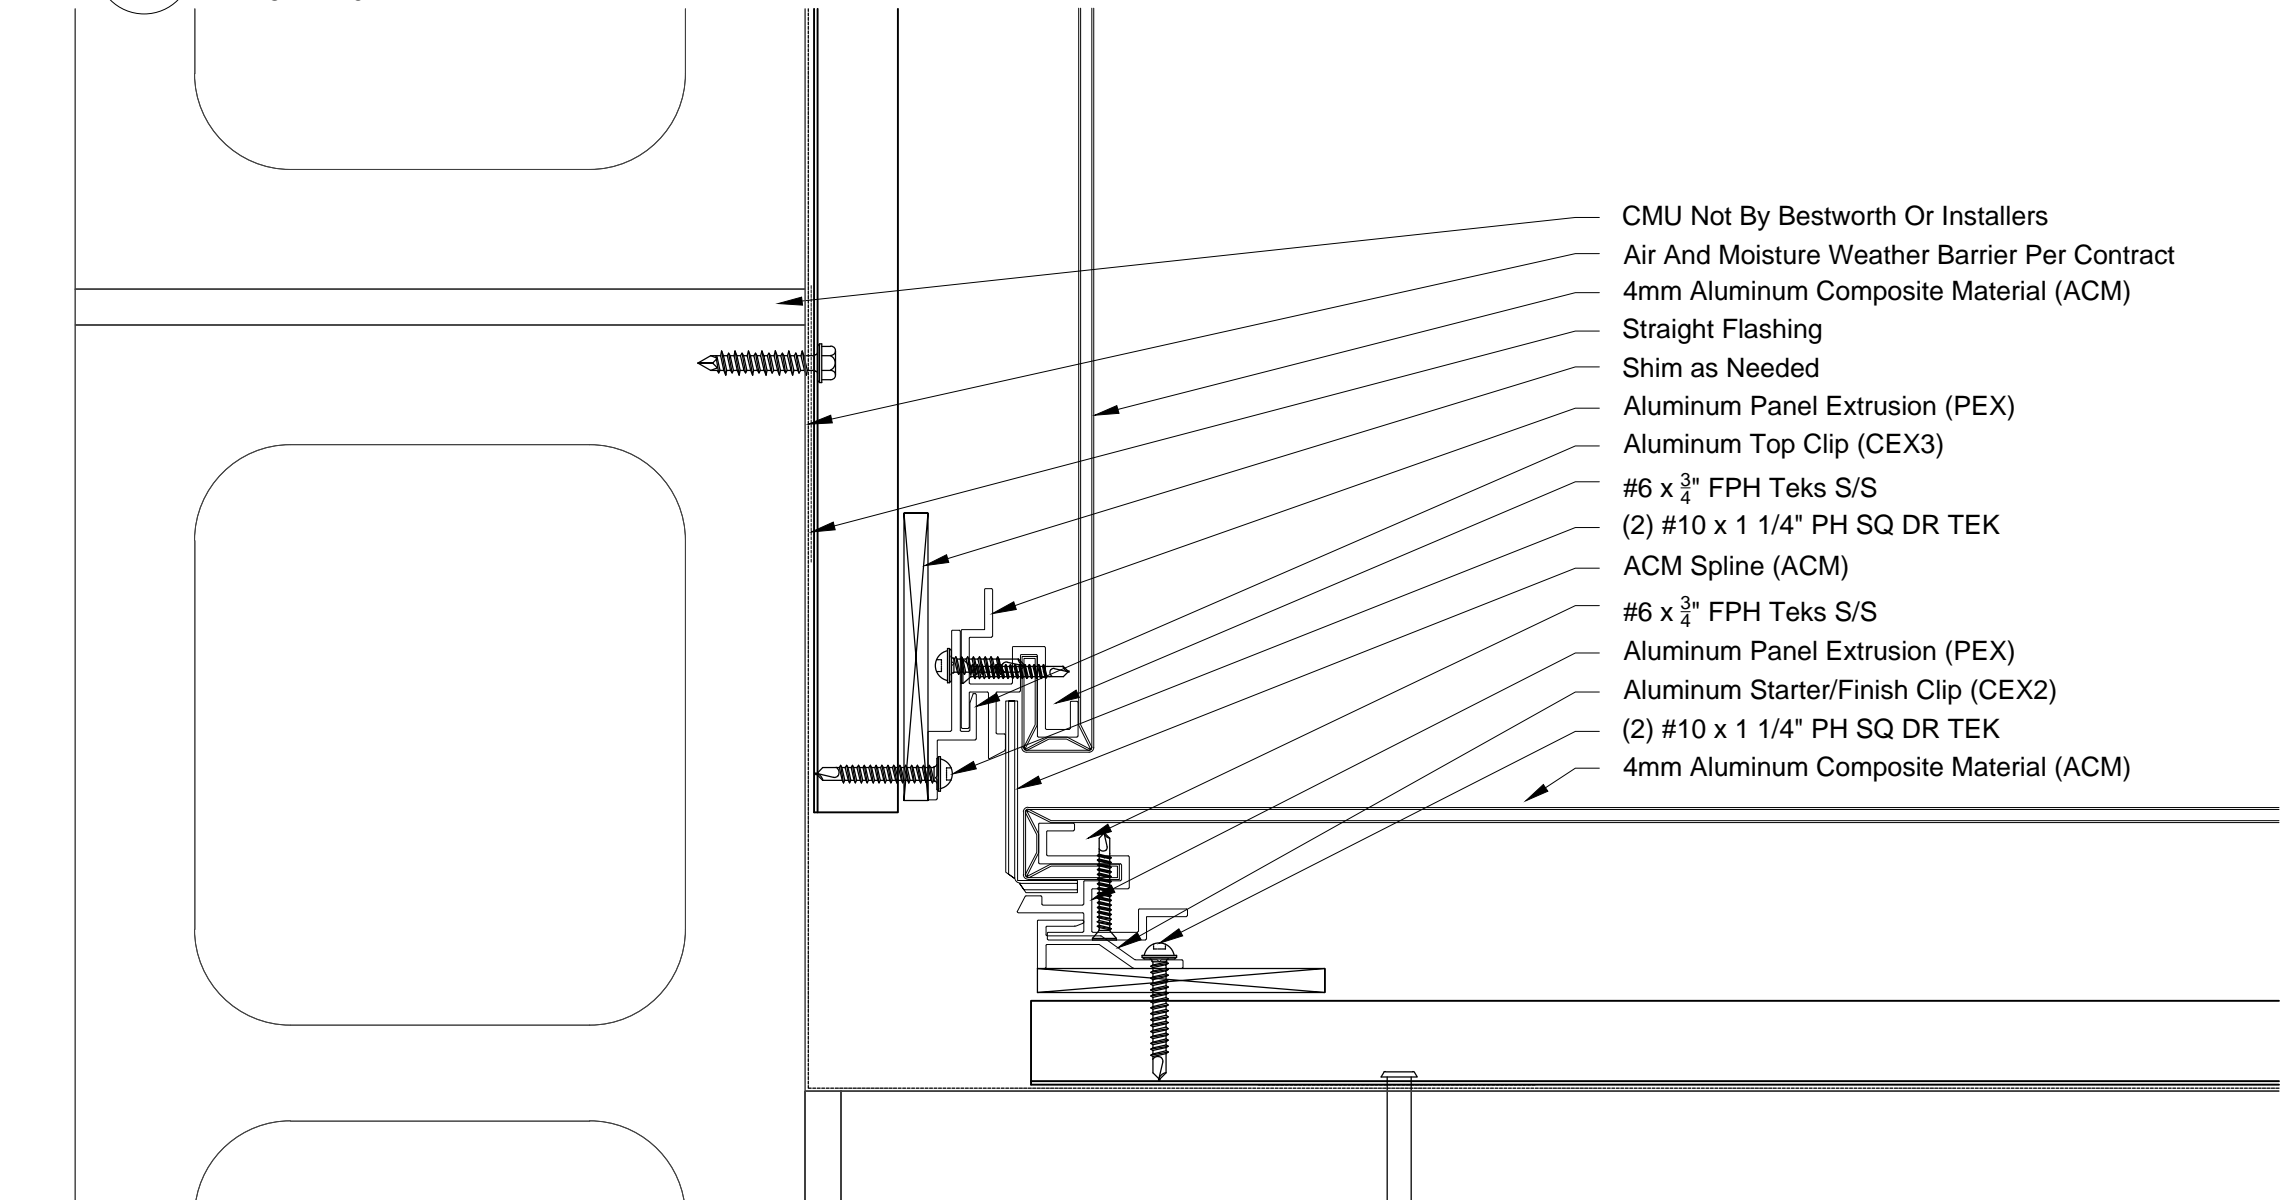 CMU Not By Bestworth Or Installers
Air And Moisture Weather Barrier Per Contract
4mm Aluminum Composite Material (ACM)
Straight Flashing
Shim as Needed
Aluminum Panel Extrusion (PEX)
Aluminum Top Clip (CEX3)
#6 x 3/4" FPH Teks S/S
(2) #10 x 1 1/4" PH SQ DR TEK
ACM Spline (ACM)
#6 x 3/4" FPH Teks S/S
Aluminum Panel Extrusion (PEX)
Aluminum Starter/Finish Clip (CEX2)
(2) #10 x 1 1/4" PH SQ DR TEK
4mm Aluminum Composite Material (ACM)